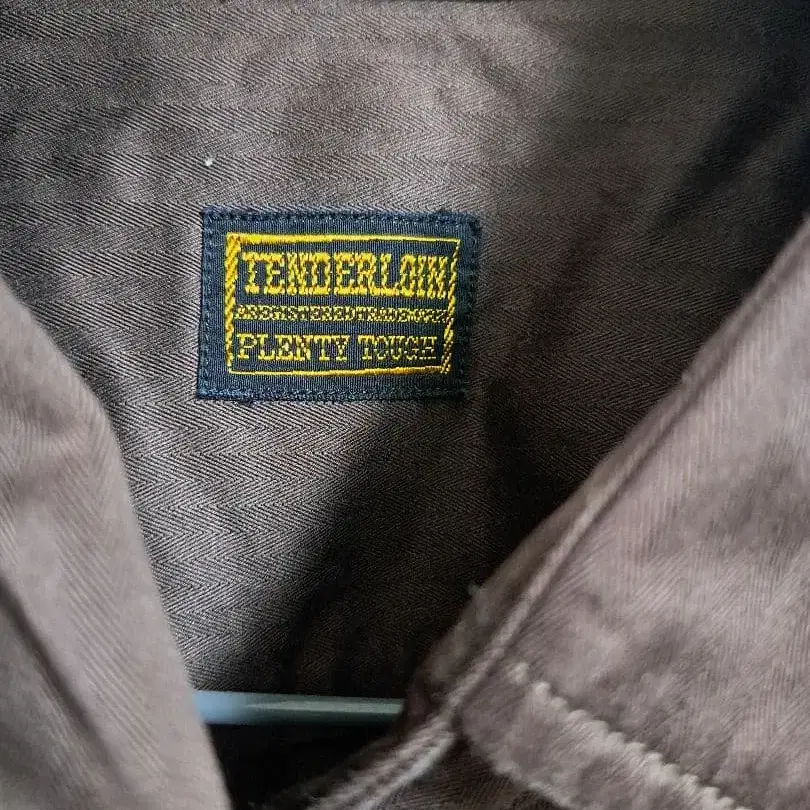 TENDERLOIN
A REGISTERED TRADE MARK
PLENTY TOUGH